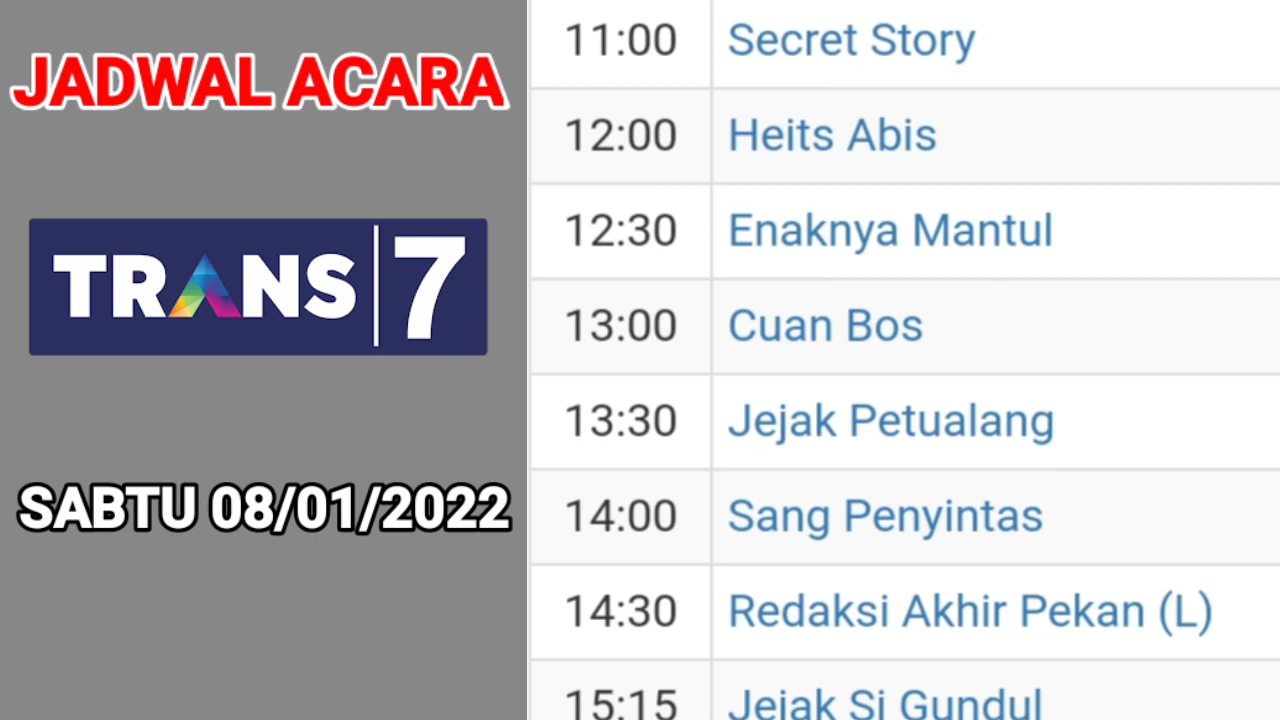 JADWAL ACARA
TRANS|7
SABTU 08/01/2022
11:00 Secret Story
12:00 Heits Abis
12:30 Enaknya Mantul
13:00 Cuan Bos
13:30 Jejak Petualang
14:00 Sang Penyintas
14:30 Redaksi Akhir Pekan (L)
15:15 Jejak Si Gundul